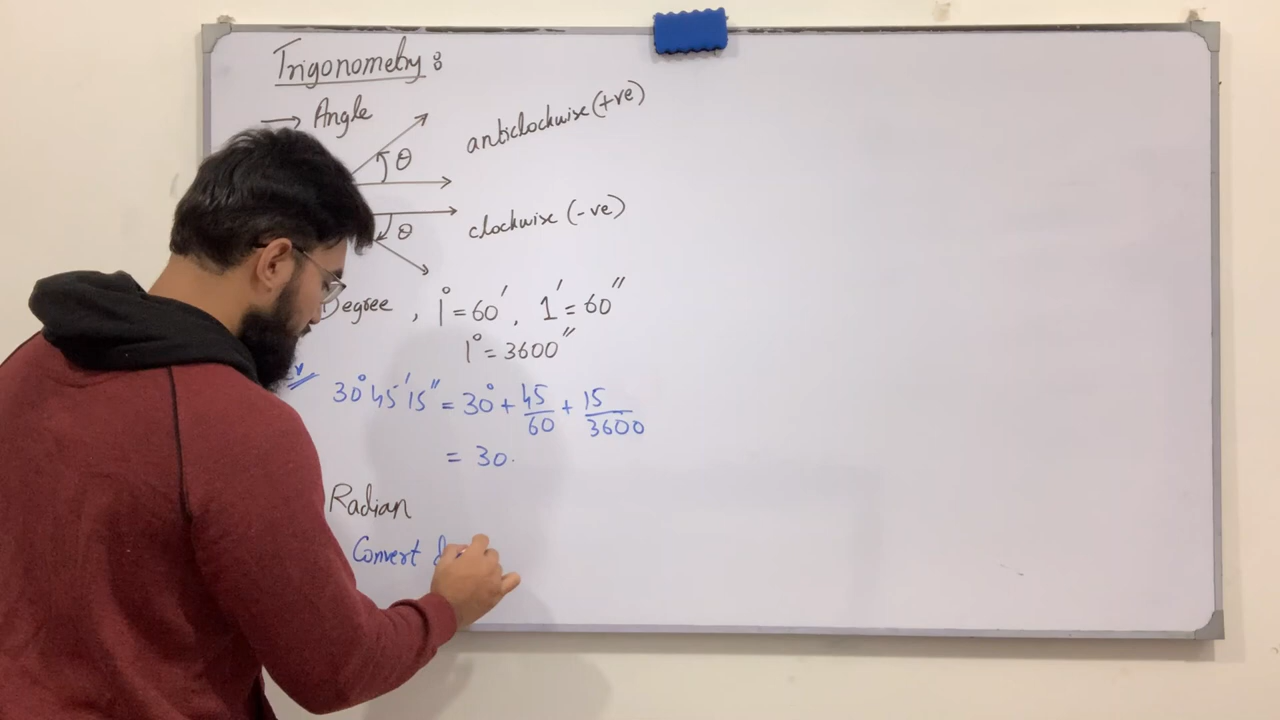 Trigonometry:
→ Angle
θ
anticlockwise (+ve)
θ
clockwise (-ve)
Degree , 1° = 60′ , 1′ = 60″
1° = 3600″
30° 45′ 15″ = 30° + 45/60 + 15/3600
= 30.
Radian
Convert